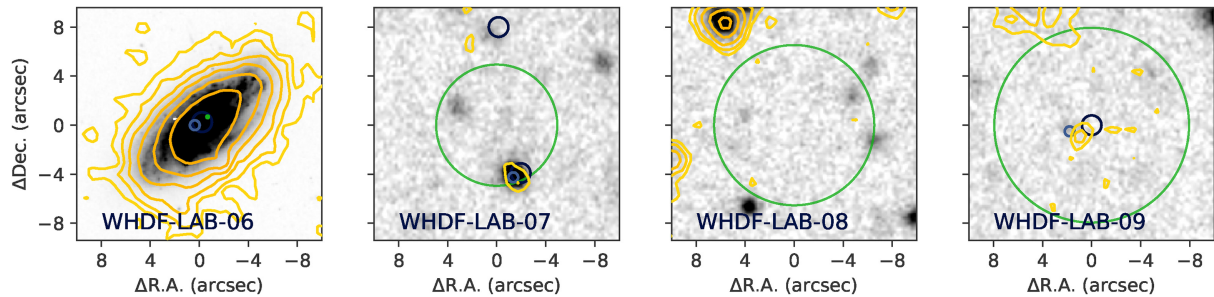 8
4
0
−4
−8
ΔDec. (arcsec)
WHDF-LAB-06
WHDF-LAB-07
WHDF-LAB-08
WHDF-LAB-09
8 4 0 −4 −8
8 4 0 −4 −8
8 4 0 −4 −8
8 4 0 −4 −8
ΔR.A. (arcsec)
ΔR.A. (arcsec)
ΔR.A. (arcsec)
ΔR.A. (arcsec)